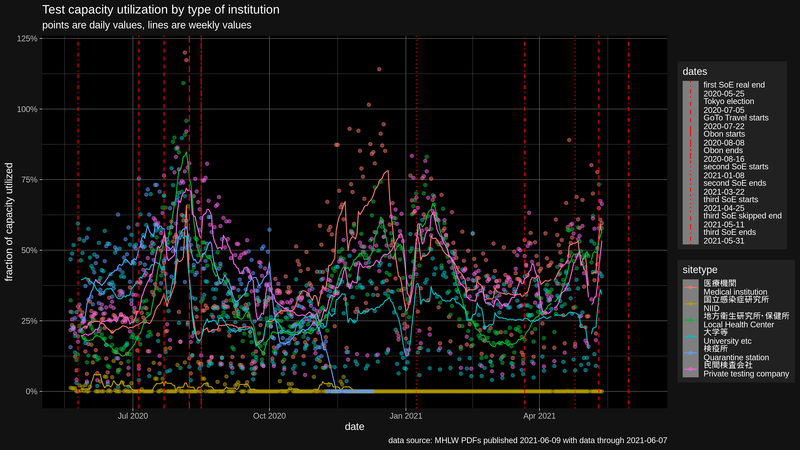 Test capacity utilization by type of institution
points are daily values, lines are weekly values
125%
100%
75%
50%
25%
0%
fraction of capacity utilized
Jul 2020
Oct 2020
Jan 2021
Apr 2021
date
data source: MHLW PDFs published 2021-06-09 with data through 2021-06-07
dates
first SoE real end
2020-05-25
Tokyo election
2020-07-05
GoTo Travel starts
2020-07-22
Obon starts
2020-08-08
Obon ends
2020-08-16
second SoE starts
2021-01-08
second SoE ends
2021-03-22
third SoE starts
2021-04-25
third SoE skipped end
2021-05-11
third SoE ends
2021-05-31
sitetype
医療機関
Medical institution
国立感染症研究所
NIID
地方衛生研究所・保健所
Local Health Center
大学等
University etc
検疫所
Quarantine station
民間検査会社
Private testing company